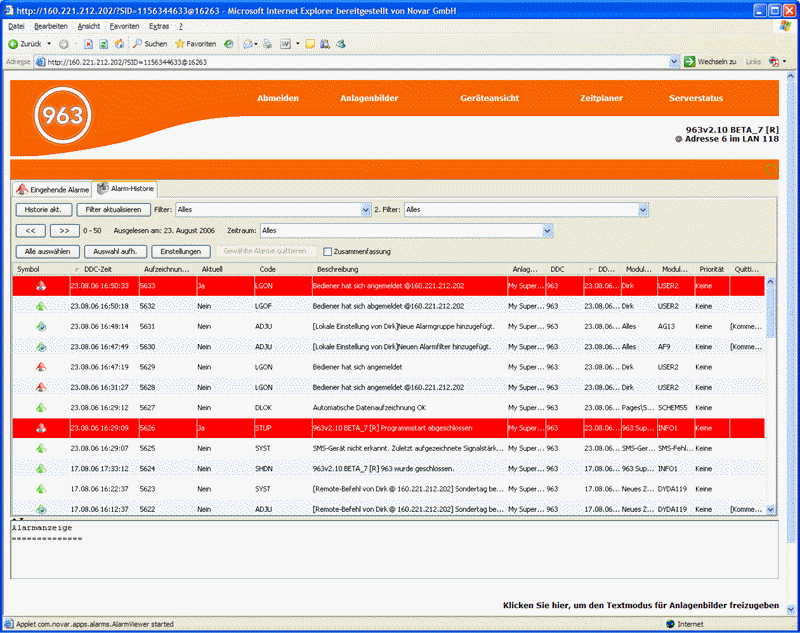 http://160.221.212.202/?SID=1156344633@16263 - Microsoft Internet Explorer bereitgestellt von Novar GmbH
Datei Bearbeiten Ansicht Favoriten Extras ?
Zurück Suchen Favoriten
Adresse http://160.221.212.202/?SID=1156344633@16263 Wechseln zu Links
963 Abmelden Anlagenbilder Geräteansicht Zeitplaner Serverstatus
963v2.10 BETA_7 [R]
@ Adresse 6 im LAN 118
Eingehende Alarme Alarm-Historie
Historie akt. Filter aktualisieren Filter: Alles 2. Filter: Alles
<< >> 0 - 50 Ausgelesen am: 23. August 2006 Zeitraum: Alles
Alle auswählen Auswahl aufh. Einstellungen Gewählte Alarme quittieren Zusammenfassung
Symbol DDC-Zeit Aufzeichnun... Aktuell Code Beschreibung Anlag... DDC DD... Modul... Modul... Priorität Quitti...
23.08.06 16:50:33 5633 Ja LGON Bediener hat sich angemeldet @160.221.212.202 My Super... 963 23.08.06... Dirk USER2 Keine
23.08.06 16:50:18 5632 Nein LGOF Bediener hat sich abgemeldet @160.221.212.202 My Super... 963 23.08.06... Dirk USER2 Keine
23.08.06 16:48:14 5631 Nein ADJU [Lokale Einstellung von Dirk]Neue Alarmgruppe hinzugefügt. My Super... 963 23.08.06... Alles AG13 Keine [Komme...
23.08.06 16:47:49 5630 Nein ADJU [Lokale Einstellung von Dirk]Neuen Alarmfilter hinzugefügt. My Super... 963 23.08.06... Alles AF9 Keine [Komme...
23.08.06 16:47:19 5629 Nein LGON Bediener hat sich angemeldet My Super... 963 23.08.06... Dirk USER2 Keine
23.08.06 16:31:27 5628 Nein LGON Bediener hat sich angemeldet @160.221.212.202 My Super... 963 23.08.06... Dirk USER2 Keine
23.08.06 16:29:12 5627 Nein DLOK Automatische Datenaufzeichnung OK My Super... 963 23.08.06... Pages\S... SCHEM55 Keine
23.08.06 16:29:09 5626 Ja STUP 963v2.10 BETA_7 [R] Programmstart abgeschlossen My Super... 963 23.08.06... 963 Sup... INFO1 Keine
23.08.06 16:29:07 5625 Nein SYST SMS-Gerät nicht erkannt. Zuletzt aufgezeichnete Signalstärk... My Super... 963 23.08.06... SMS-Ger... SMS-Fehl... Keine
17.08.06 17:33:12 5624 Nein SHDN 963v2.10 BETA_7 [R] 963 wurde geschlossen. My Super... 963 17.08.06... 963 Sup... INFO1 Keine
17.08.06 16:22:37 5623 Nein SYST [Remote-Befehl von Dirk @ 160.221.212.202] Sondertag be... My Super... 963 17.08.06... Neues Z... DYDA119 Keine
17.08.06 16:12:37 5622 Nein ADJU [Remote-Befehl von Dirk @ 160.221.212.202] Sondertag be... My Super... 963 17.08.06... Neues Z... DYDA119 Keine [Komme...
Alarmanzeige
==============
Klicken Sie hier, um den Textmodus für Anlagenbilder freizugeben
Applet com.novar.apps.alarms.AlarmViewer started Internet